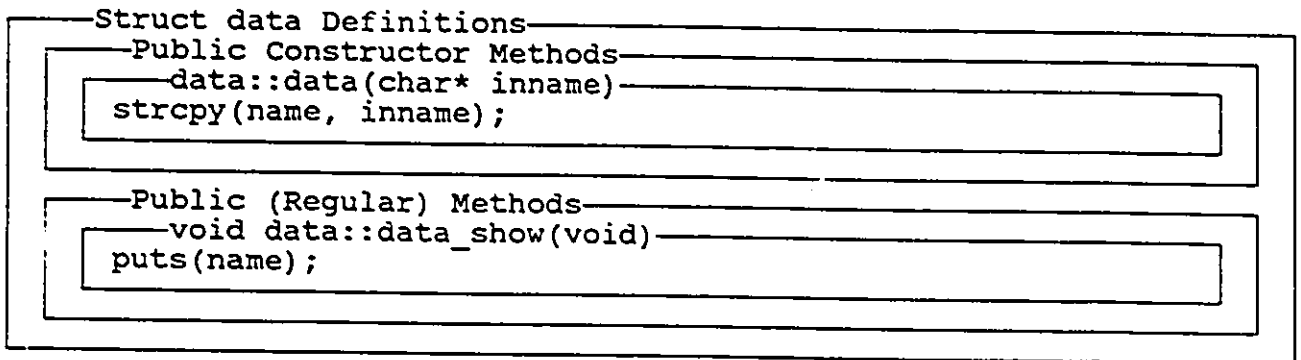 Struct data Definitions
Public Constructor Methods
data::data(char* inname)
strcpy(name, inname);
Public (Regular) Methods
void data::data_show(void)
puts(name);